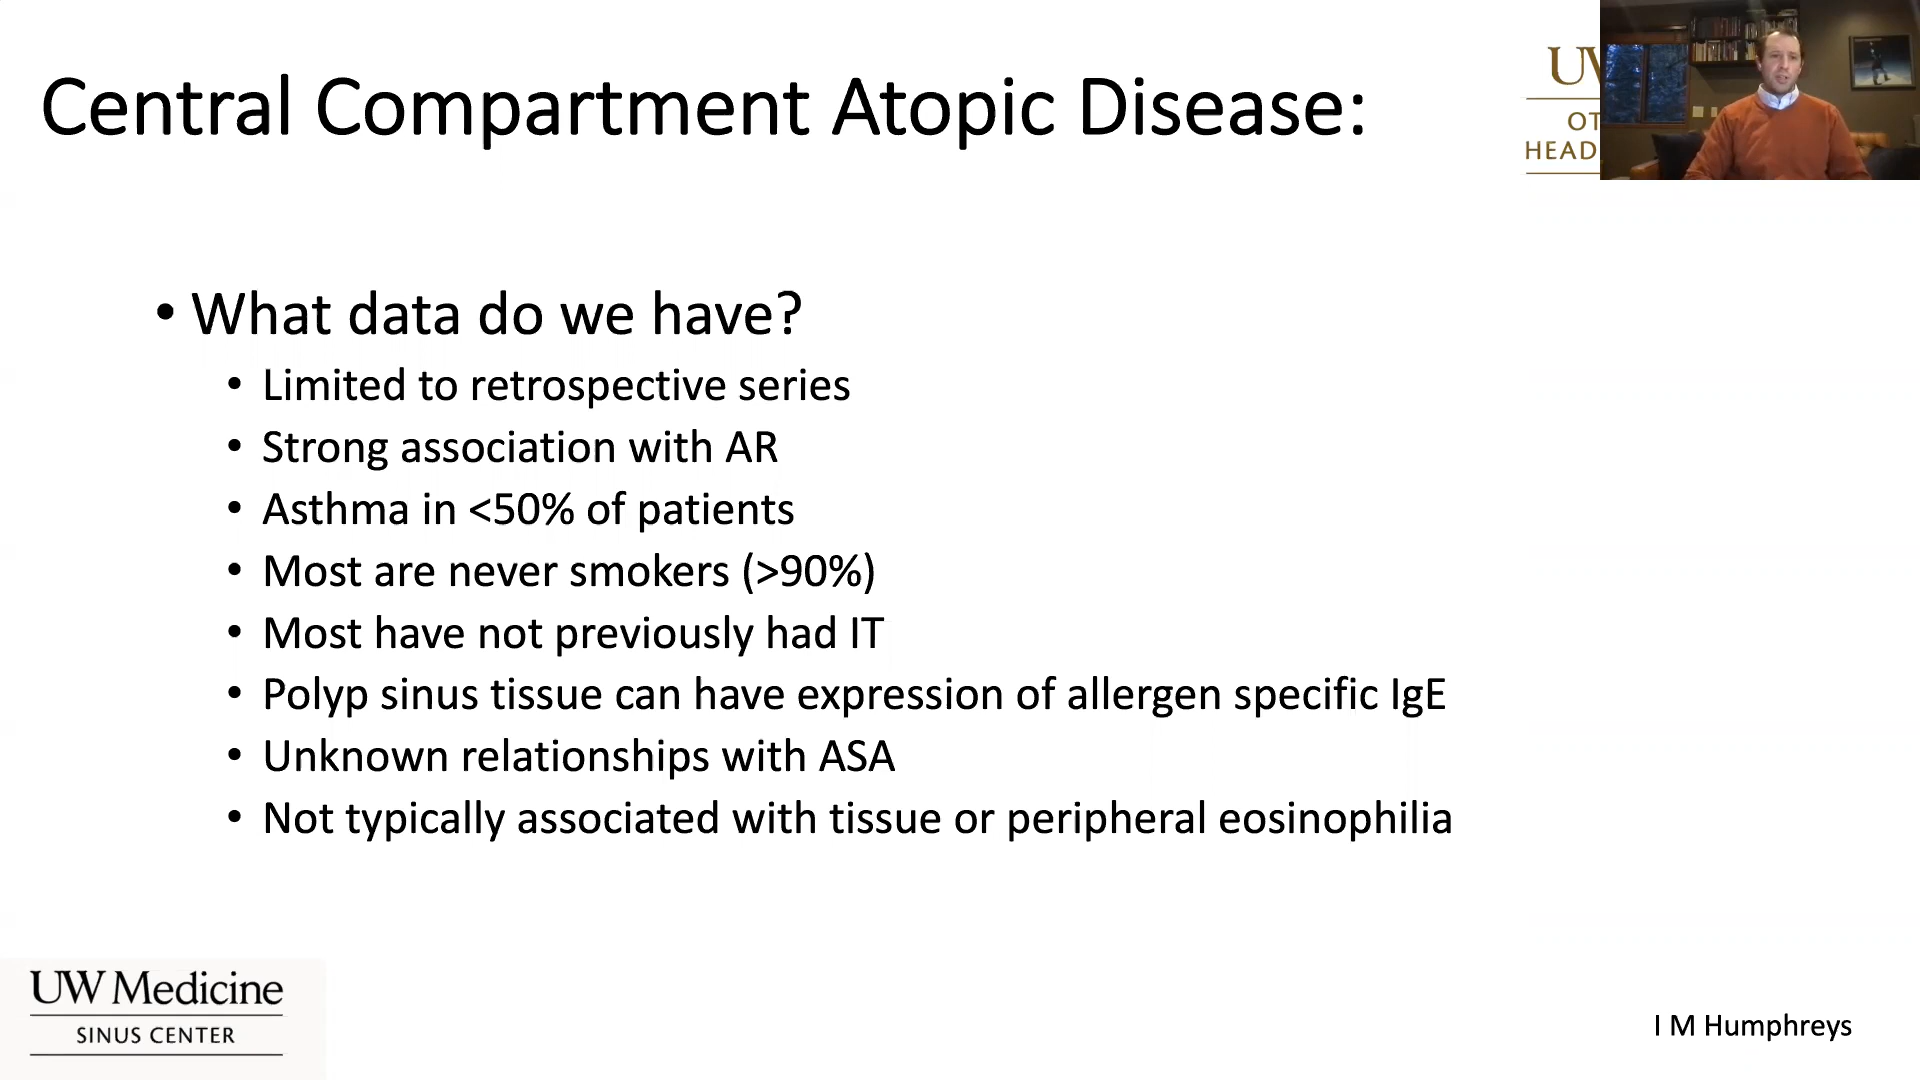 Central Compartment Atopic Disease:
UW
OT
HEAD
• What data do we have?
• Limited to retrospective series
• Strong association with AR
• Asthma in <50% of patients
• Most are never smokers (>90%)
• Most have not previously had IT
• Polyp sinus tissue can have expression of allergen specific IgE
• Unknown relationships with ASA
• Not typically associated with tissue or peripheral eosinophilia
UW Medicine
SINUS CENTER
I M Humphreys